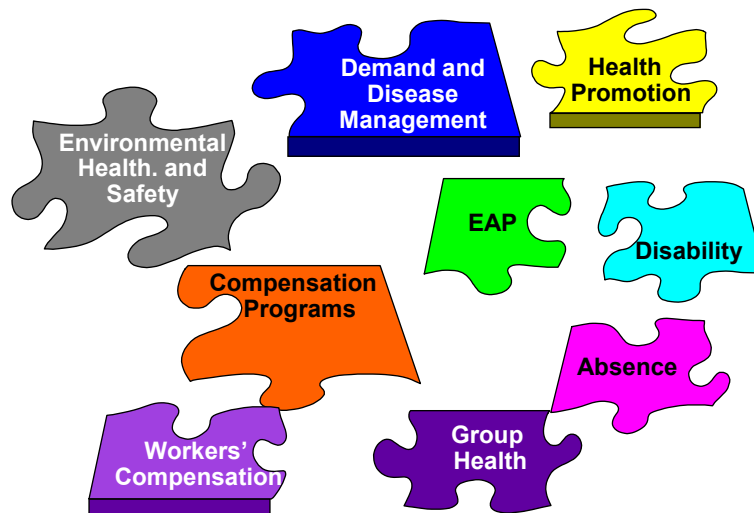 Demand and
Disease
Management
Health
Promotion
Environmental
Health. and
Safety
EAP
Disability
Compensation
Programs
Absence
Workers’
Compensation
Group
Health